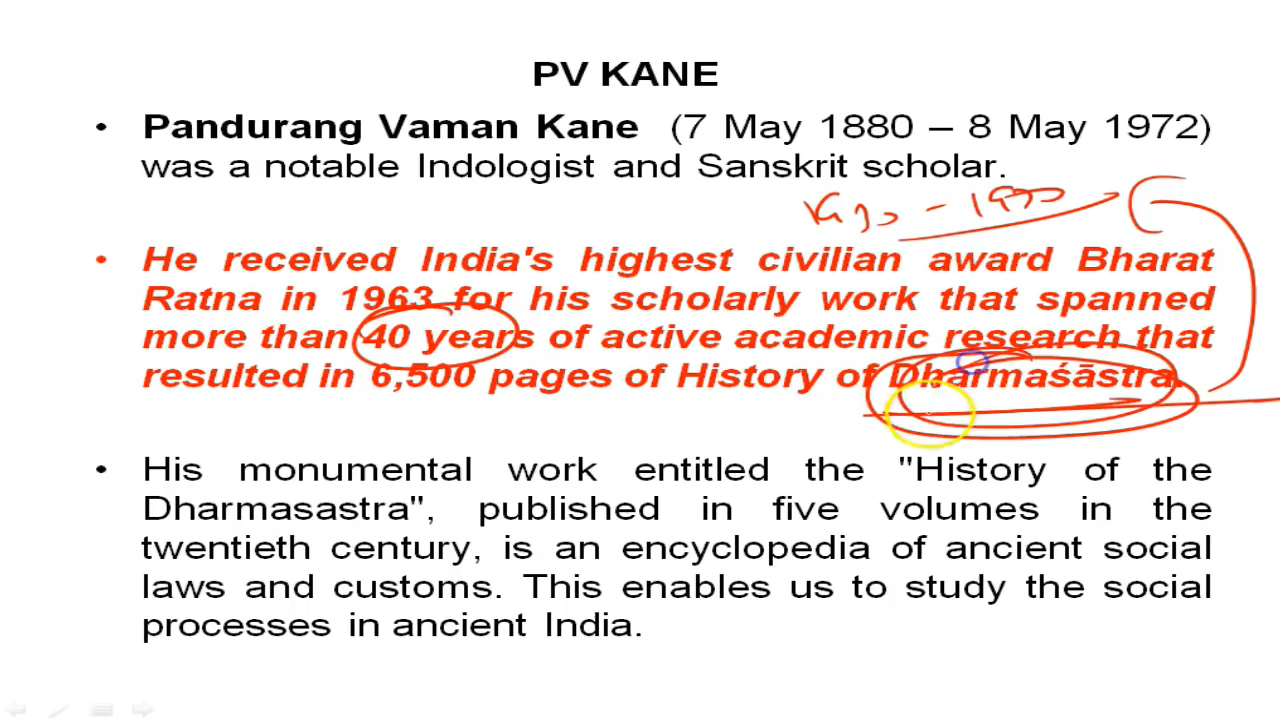 PV KANE
• Pandurang Vaman Kane (7 May 1880 – 8 May 1972)
was a notable Indologist and Sanskrit scholar.
- 1930
• He received India's highest civilian award Bharat
Ratna in 1963 for his scholarly work that spanned
more than 40 years of active academic research that
resulted in 6,500 pages of History of Dharmaśāstra.
• His monumental work entitled the "History of the
Dharmasastra", published in five volumes in the
twentieth century, is an encyclopedia of ancient social
laws and customs. This enables us to study the social
processes in ancient India.